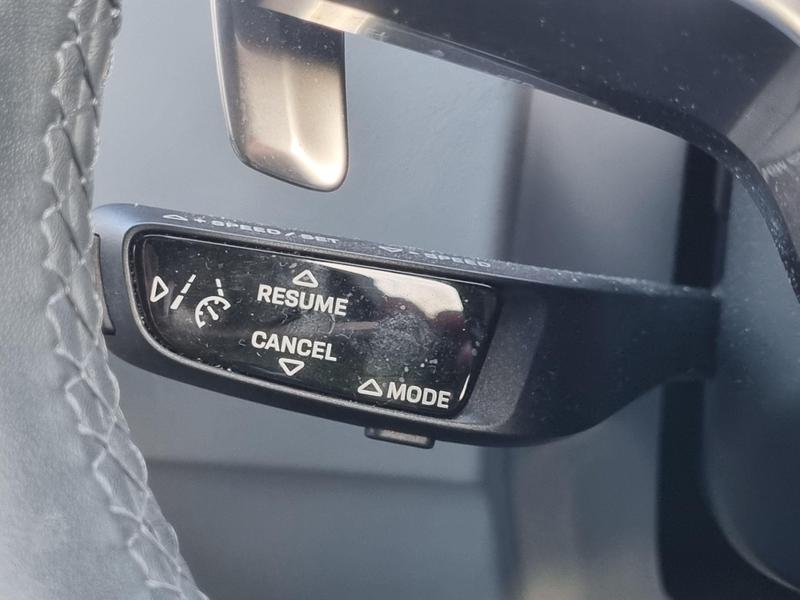 + SPEED / SET
- SPEED
RESUME
CANCEL
MODE